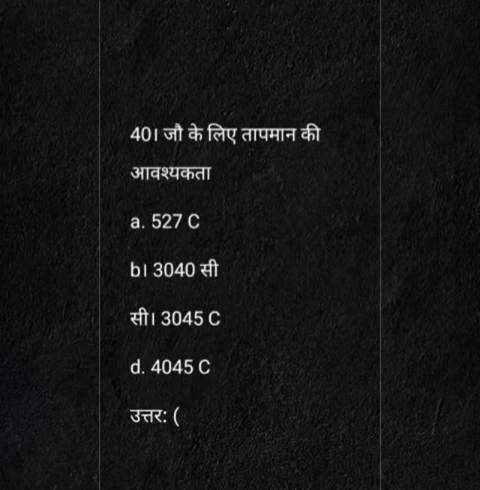 40। जौ के लिए तापमान की
आवश्यकता
a. 527 C
b। 3040 सी
सी। 3045 C
d. 4045 C
उत्तर: (